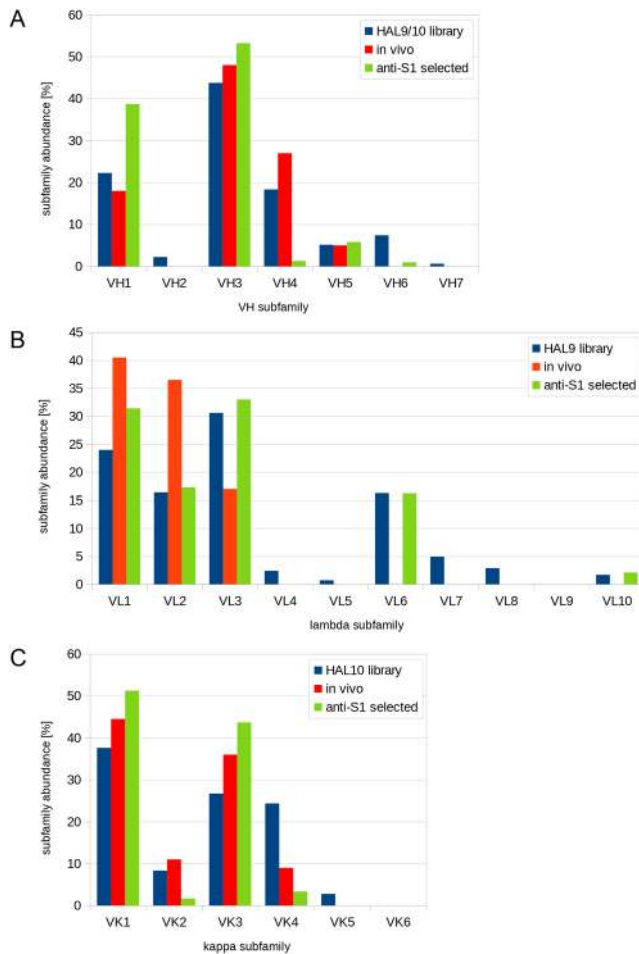 A
60
50
40
30
20
10
0
subfamily abundance [%]
HAL9/10 library
in vivo
anti-S1 selected
VH1 VH2 VH3 VH4 VH5 VH6 VH7
VH subfamily
B
45
40
35
30
25
20
15
10
5
0
subfamily abundance [%]
HAL9 library
in vivo
anti-S1 selected
VL1 VL2 VL3 VL4 VL5 VL6 VL7 VL8 VL9 VL10
lambda subfamily
C
60
50
40
30
20
10
0
subfamily abundance [%]
HAL10 library
in vivo
anti-S1 selected
VK1 VK2 VK3 VK4 VK5 VK6
kappa subfamily